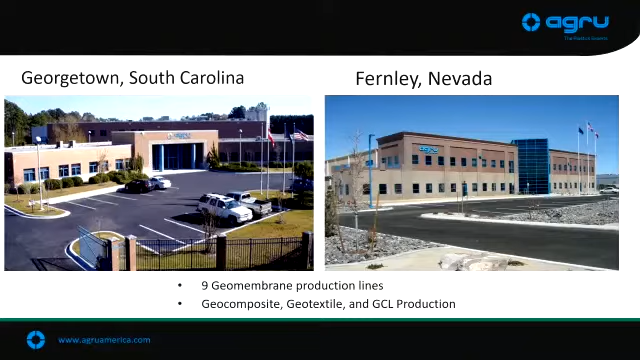 agru
The Plastics Experts
Georgetown, South Carolina
Fernley, Nevada
agru
• 9 Geomembrane production lines
• Geocomposite, Geotextile, and GCL Production
www.agruamerica.com